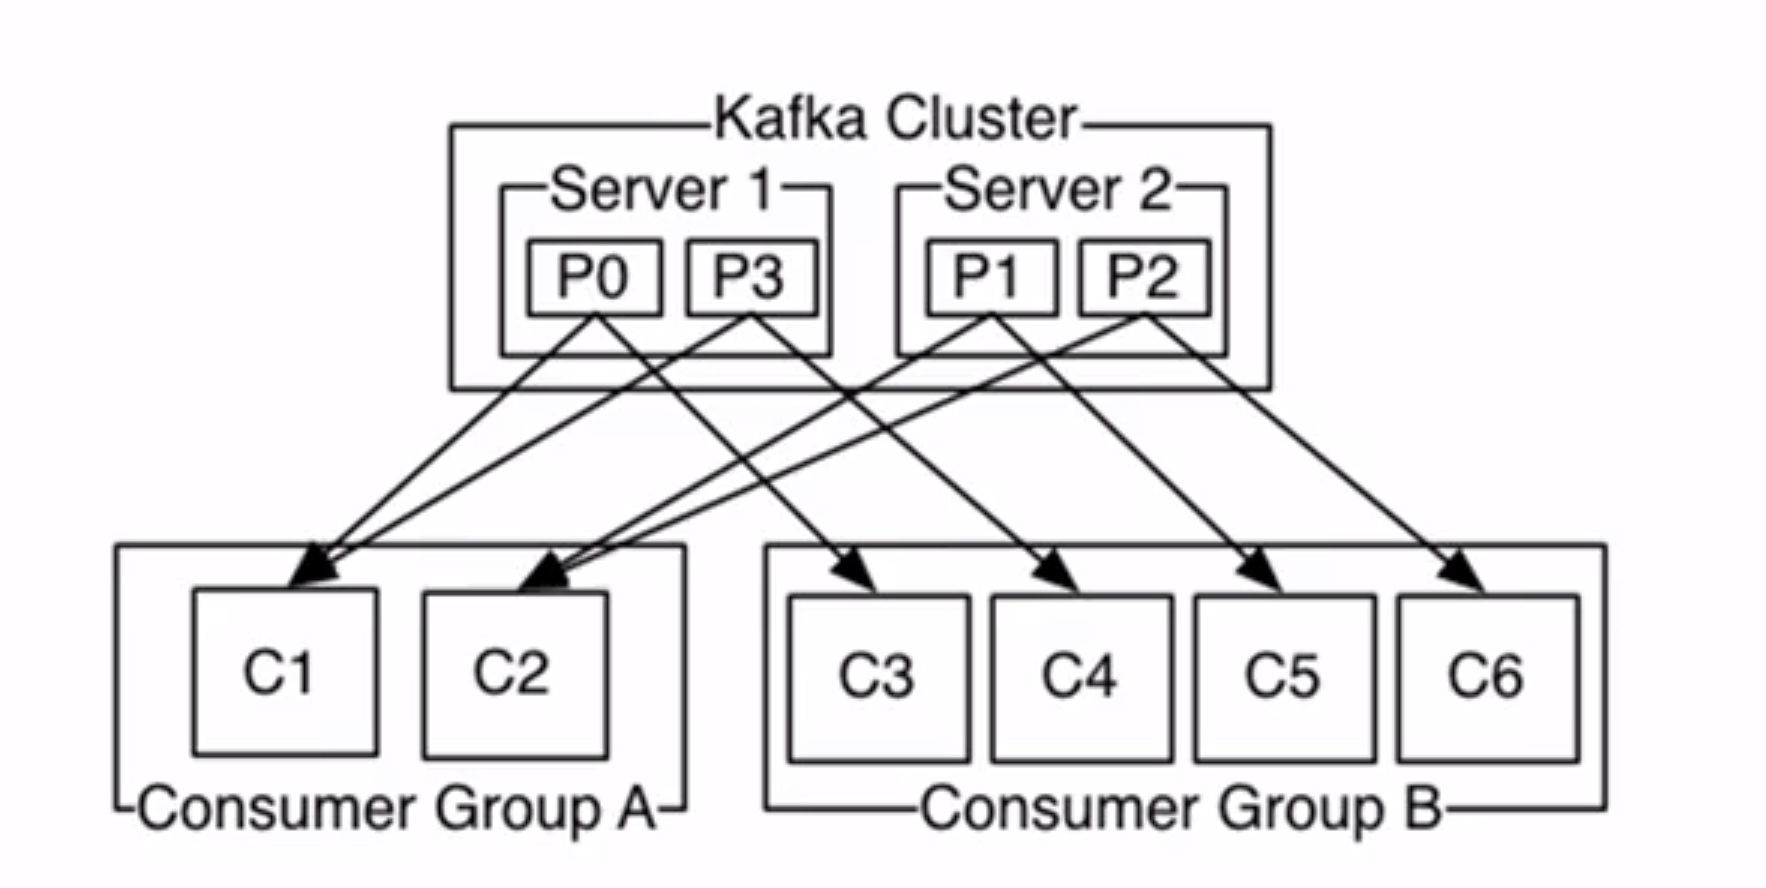 Kafka Cluster
Server 1
Server 2
P0
P3
P1
P2
C1
C2
C3
C4
C5
C6
Consumer Group A
Consumer Group B